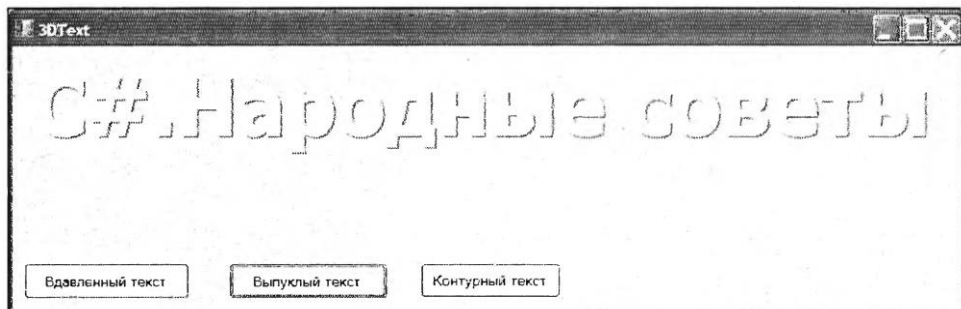 3DText
C#.Народные советы
Вдавленный текст Выпуклый текст Контурный текст